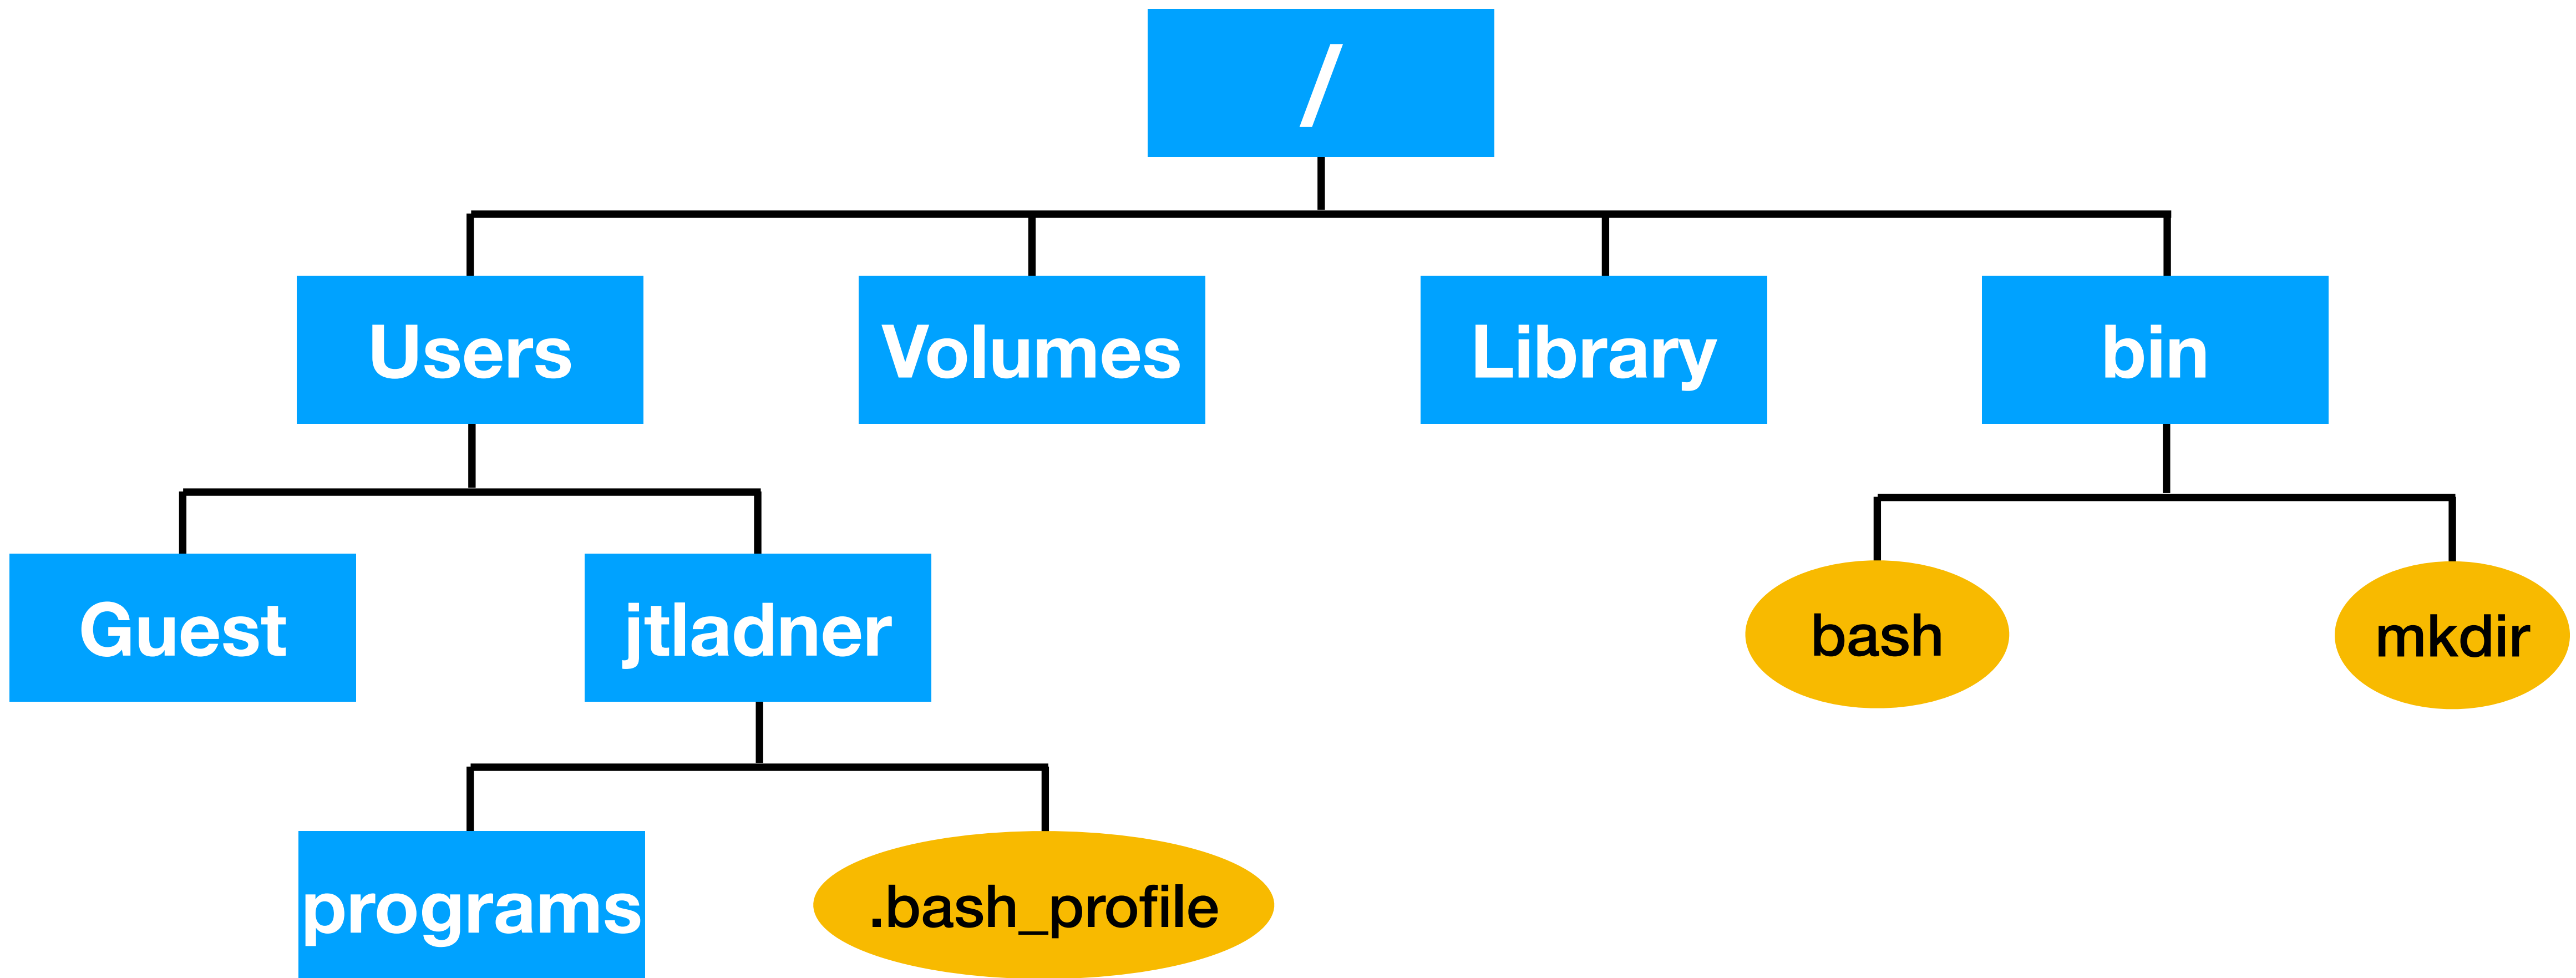 /
Users
Volumes
Library
bin
Guest
jtladner
bash
mkdir
programs
.bash_profile